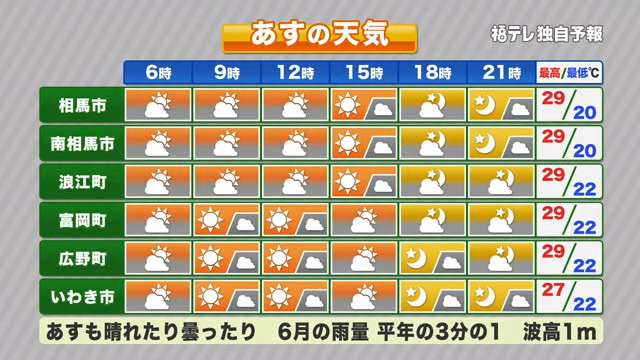 あすの天気
福テレ独自予報
6時 9時 12時 15時 18時 21時 最高/最低℃
相馬市 29/20
南相馬市 29/20
浪江町 29/22
富岡町 29/22
広野町 29/22
いわき市 27/22
あすも晴れたり曇ったり 6月の雨量 平年の3分の1 波高1m